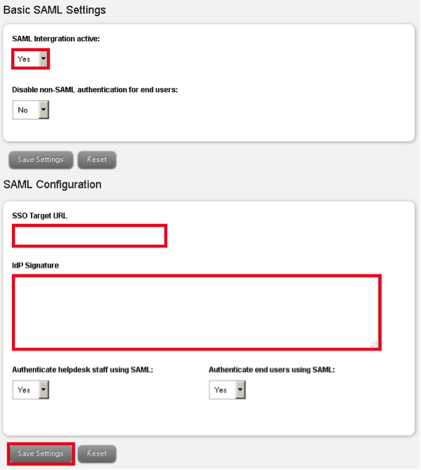 Basic SAML Settings
SAML Intergration active:
Yes
Disable non-SAML authentication for end users:
No
Save Settings Reset
SAML Configuration
SSO Target URL
IdP Signature
Authenticate helpdesk staff using SAML: Authenticate end users using SAML:
Yes Yes
Save Settings Reset